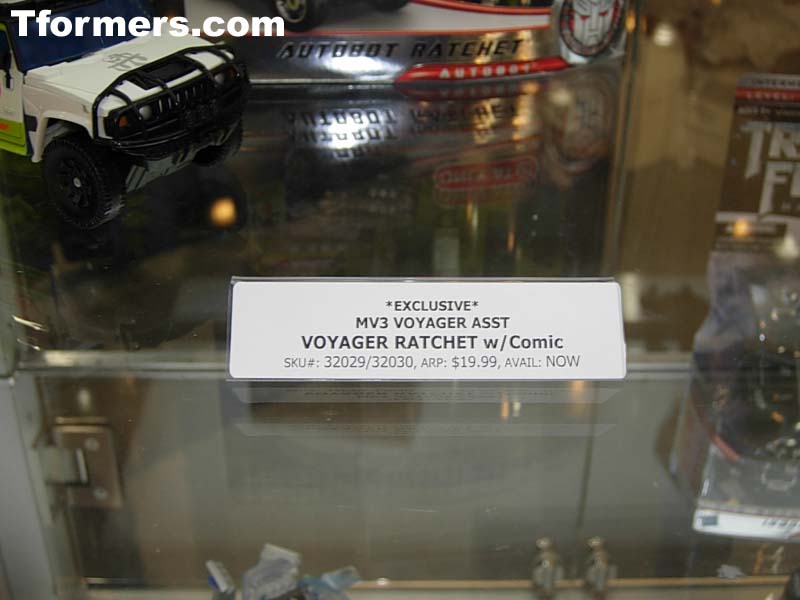 Tformers.com
AUTOBOT RATCHET
AUTOBOT
*EXCLUSIVE*
MV3 VOYAGER ASST
VOYAGER RATCHET w/Comic
SKU#: 32029/32030, ARP: $19.99, AVAIL: NOW